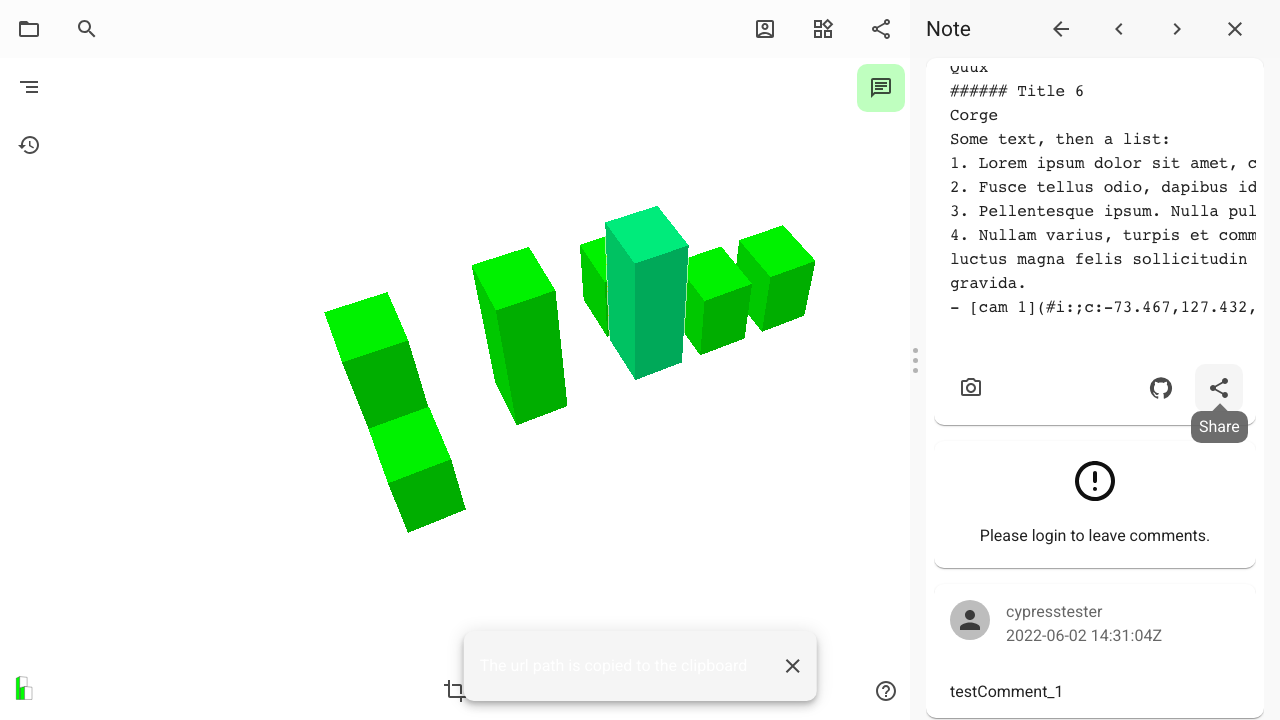 Note
Quux
###### Title 6
Corge
Some text, then a list:
1. Lorem ipsum dolor sit amet, c
2. Fusce tellus odio, dapibus id
3. Pellentesque ipsum. Nulla pul
4. Nullam varius, turpis et comm
luctus magna felis sollicitudin
gravida.
- [cam 1](#i:;c:-73.467,127.432,
Share
Please login to leave comments.
cypresstester
2022-06-02 14:31:04Z
testComment_1
The url path is copied to the clipboard